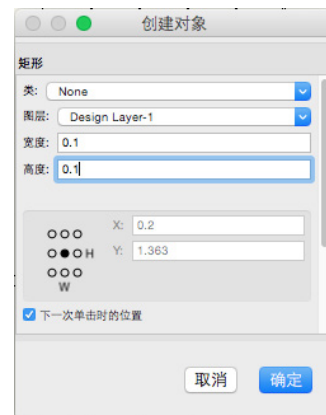 创建对象
矩形
类: None
图层: Design Layer-1
宽度: 0.1
高度: 0.1
X: 0.2
H Y: 1.363
W
下一次单击时的位置
取消 确定